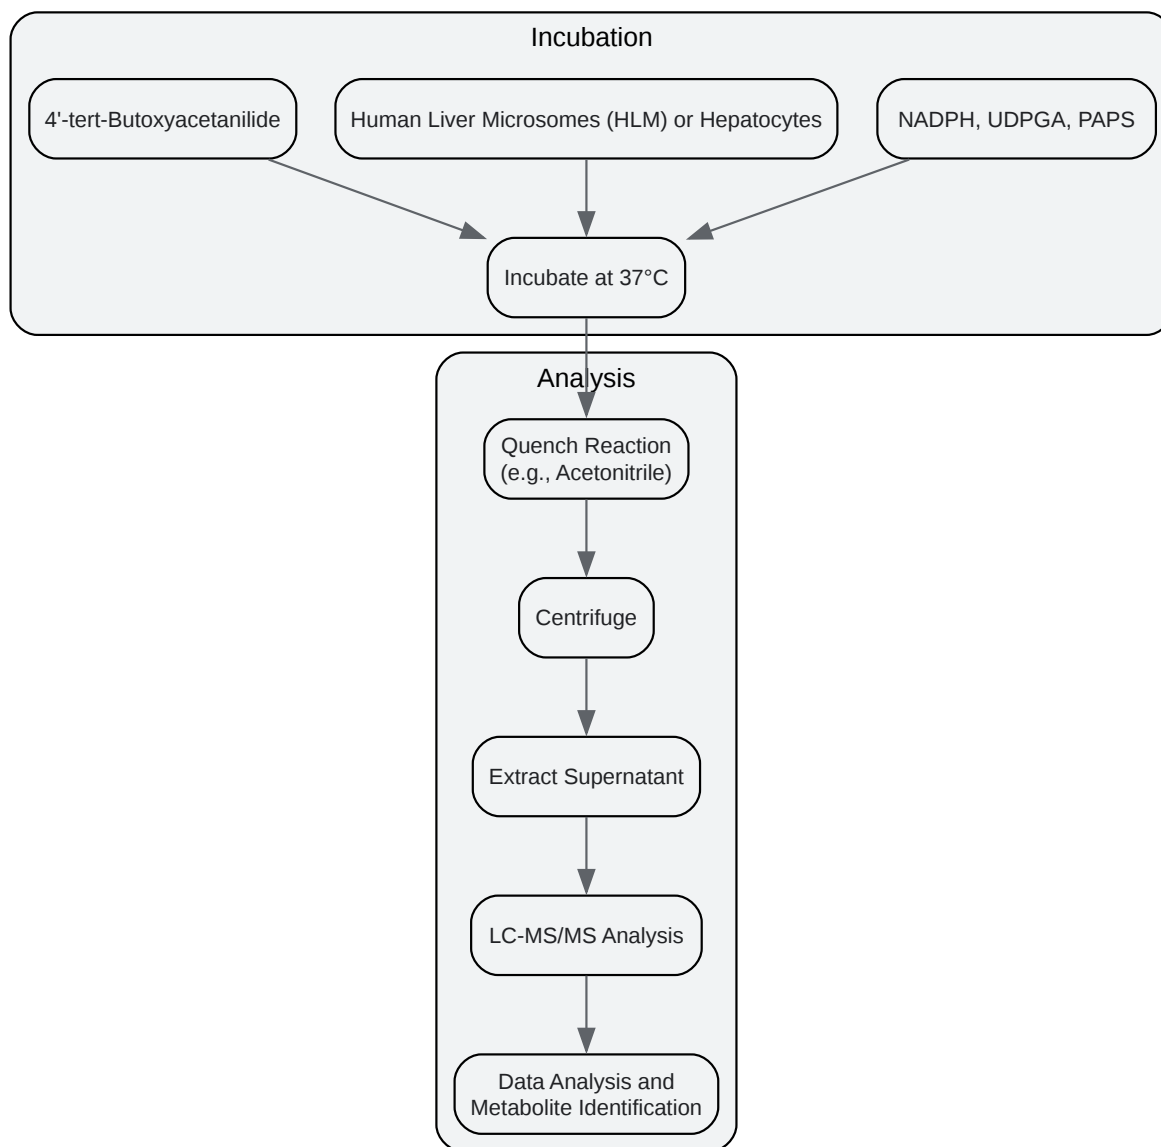 Incubation
4'-tert-Butoxyacetanilide
Human Liver Microsomes (HLM) or Hepatocytes
NADPH, UDPGA, PAPS
Incubate at 37°C
Analysis
Quench Reaction
(e.g., Acetonitrile)
Centrifuge
Extract Supernatant
LC-MS/MS Analysis
Data Analysis and
Metabolite Identification